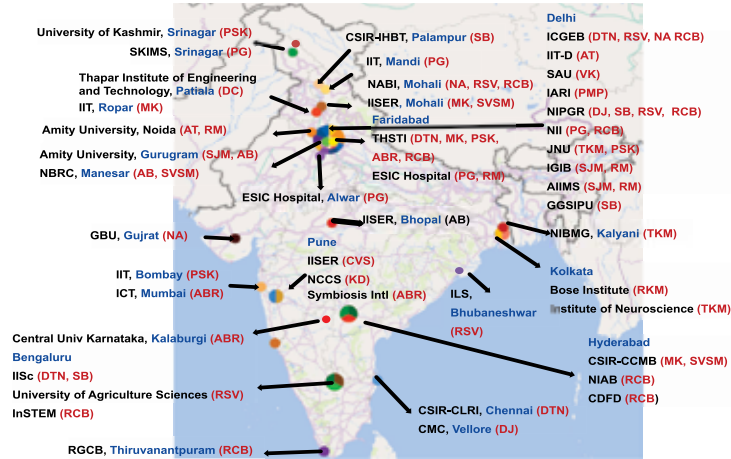 University of Kashmir, Srinagar (PSK)
SKIMS, Srinagar (PG)
Thapar Institute of Engineering
and Technology, Patiala (DC)
IIT, Ropar (MK)
Amity University, Noida (AT, RM)
Amity University, Gurugram (SJM, AB)
NBRC, Manesar (AB, SVSM)
ESIC Hospital, Alwar (PG)
GBU, Gujrat (NA)
IIT, Bombay (PSK)
ICT, Mumbai (ABR)
Central Univ Karnataka, Kalaburgi (ABR)
Bengaluru
IISc (DTN, SB)
University of Agriculture Sciences (RSV)
InSTEM (RCB)
RGCB, Thiruvanantpuram (RCB)
CSIR-IHBT, Palampur (SB)
IIT, Mandi (PG)
NABI, Mohali (NA, RSV, RCB)
IISER, Mohali (MK, SVSM)
Faridabad
THSTI (DTN, MK, PSK,
ABR, RCB)
ESIC Hospital (PG, RM)
IISER, Bhopal (AB)
Pune
IISER (CVS)
NCCS (KD)
Symbiosis Intl (ABR)
ILS,
Bhubaneshwar
(RSV)
CSIR-CLRI, Chennai (DTN)
CMC, Vellore (DJ)
Delhi
ICGEB (DTN, RSV, NA RCB)
IIT-D (AT)
SAU (VK)
IARI (PMP)
NIPGR (DJ, SB, RSV, RCB)
NII (PG, RCB)
JNU (TKM, PSK)
IGIB (SJM, RM)
AIIMS (SJM, RM)
GGSIPU (SB)
NIBMG, Kalyani (TKM)
Kolkata
Bose Institute (RKM)
Institute of Neuroscience (TKM)
Hyderabad
CSIR-CCMB (MK, SVSM)
NIAB (RCB)
CDFD (RCB)